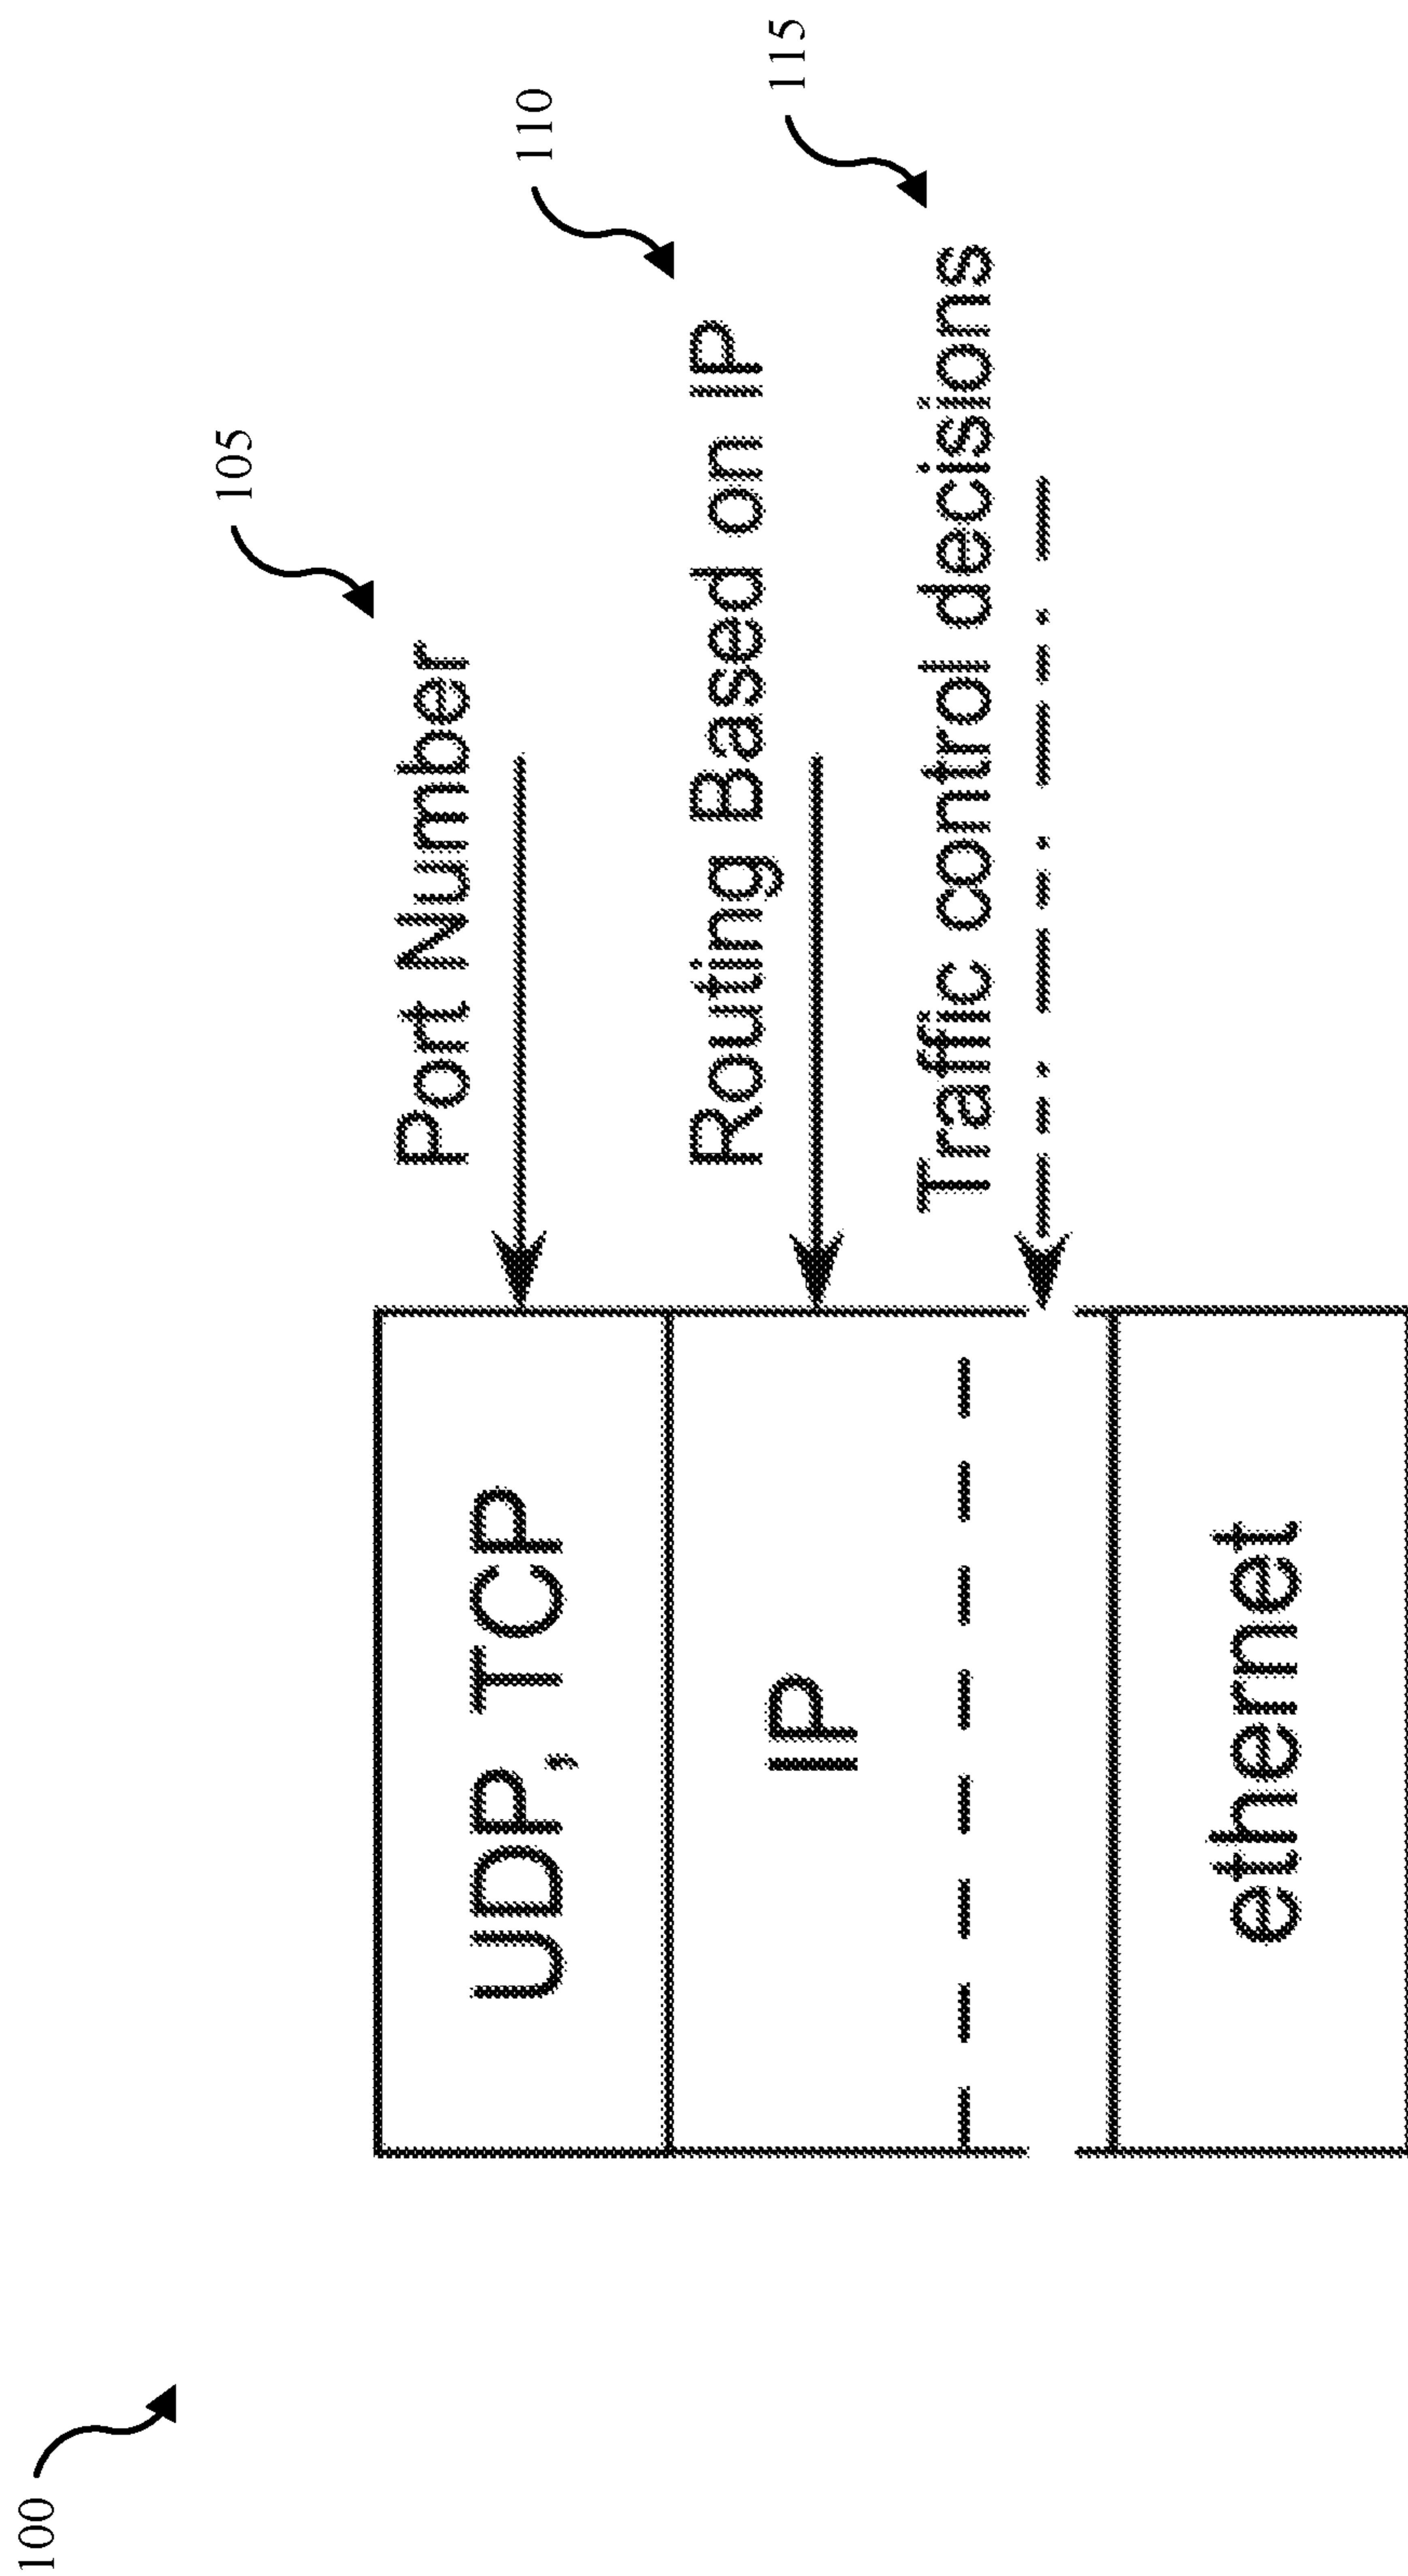 100
105
Port Number
110
UDP, TCP
Routing Based on IP
115
IP
Traffic control decisions
ethernet